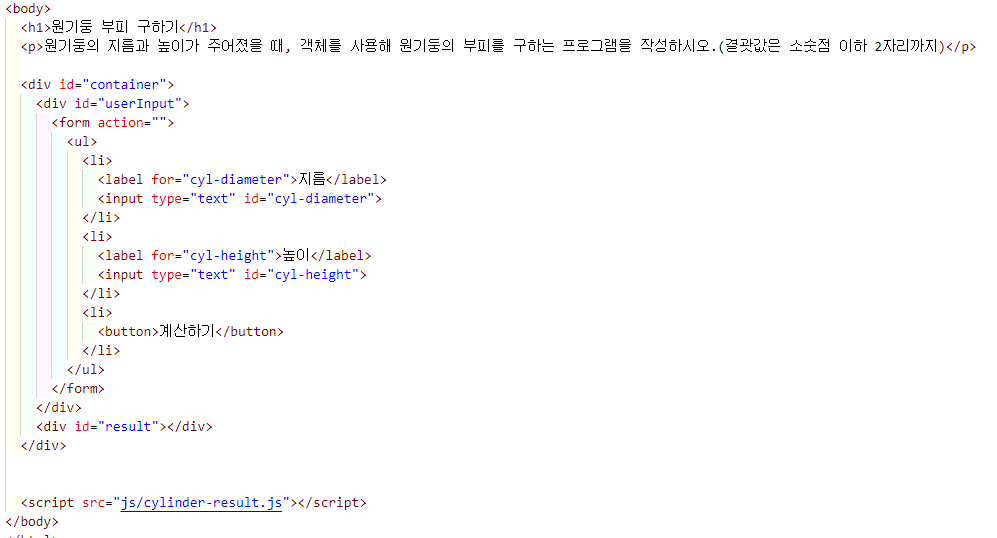 <body>
<h1>원기둥 부피 구하기</h1>
<p>원기둥의 지름과 높이가 주어졌을 때, 객체를 사용해 원기둥의 부피를 구하는 프로그램을 작성하시오.(결괏값은 소숫점 이하 2자리까지)</p>
<div id="container">
<div id="userInput">
<form action="">
<ul>
<li>
<label for="cyl-diameter">지름</label>
<input type="text" id="cyl-diameter">
</li>
<li>
<label for="cyl-height">높이</label>
<input type="text" id="cyl-height">
</li>
<li>
<button>계산하기</button>
</li>
</ul>
</form>
</div>
<div id="result"></div>
</div>
<script src="js/cylinder-result.js"></script>
</body>